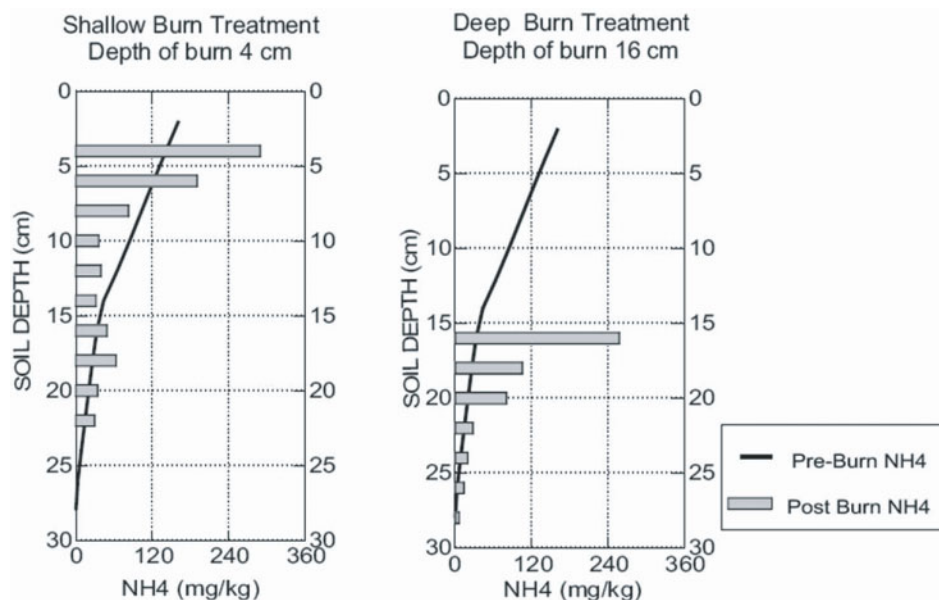 Shallow Burn Treatment
Depth of burn 4 cm
0 0
5 5
10 10
15 15
20 20
25 25
30 30
SOIL DEPTH (cm)
0 120 240 360
NH4 (mg/kg)
Deep Burn Treatment
Depth of burn 16 cm
0 0
5 5
10 10
15 15
20 20
25 25
30 30
SOIL DEPTH (cm)
0 120 240 360
NH4 (mg/kg)
Pre-Burn NH4
Post Burn NH4